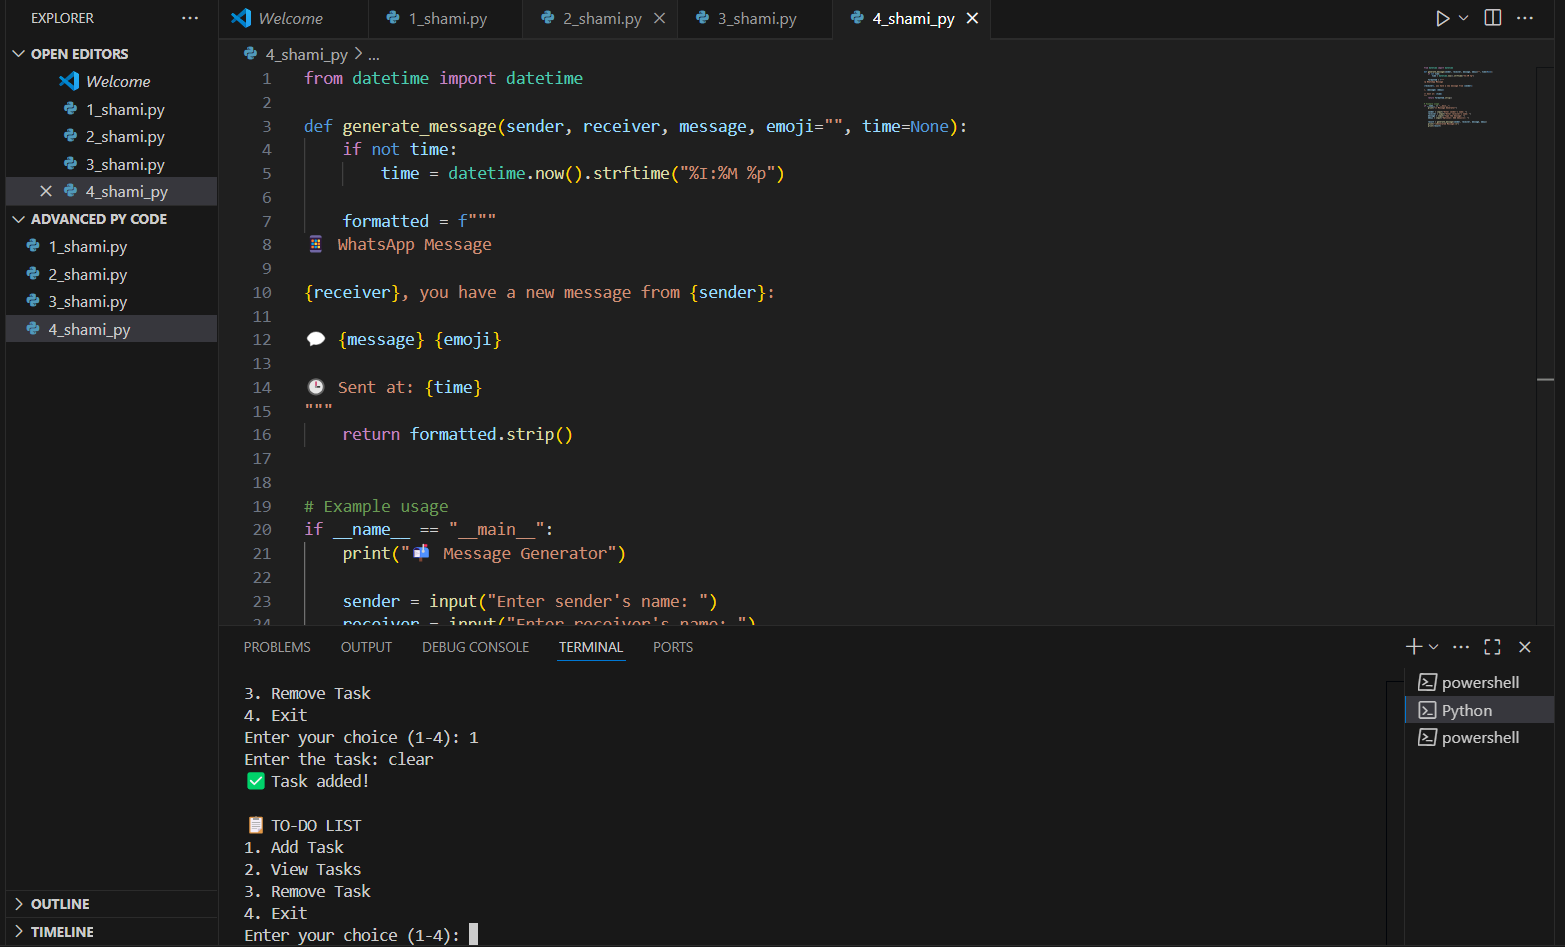 EXPLORER
OPEN EDITORS
Welcome
1_shami.py
2_shami.py
3_shami.py
4_shami_py
ADVANCED PY CODE
1_shami.py
2_shami.py
3_shami.py
4_shami_py
OUTLINE
TIMELINE
Welcome
1_shami.py
2_shami.py
3_shami.py
4_shami_py
4_shami_py > ...
1 from datetime import datetime
2
3 def generate_message(sender, receiver, message, emoji="", time=None):
4 if not time:
5 time = datetime.now().strftime("%I:%M %p")
6
7 formatted = f"""
8 📱 WhatsApp Message
9
10 {receiver}, you have a new message from {sender}:
11
12 💬 {message} {emoji}
13
14 🕒 Sent at: {time}
15 """
16 return formatted.strip()
17
18
19 # Example usage
20 if __name__ == "__main__":
21 print("📬 Message Generator")
22
23 sender = input("Enter sender's name: ")
24 receiver = input("Enter receiver's name: ")
PROBLEMS
OUTPUT
DEBUG CONSOLE
TERMINAL
PORTS
3. Remove Task
4. Exit
Enter your choice (1-4): 1
Enter the task: clear
✅ Task added!
📋 TO-DO LIST
1. Add Task
2. View Tasks
3. Remove Task
4. Exit
Enter your choice (1-4):
powershell
Python
powershell